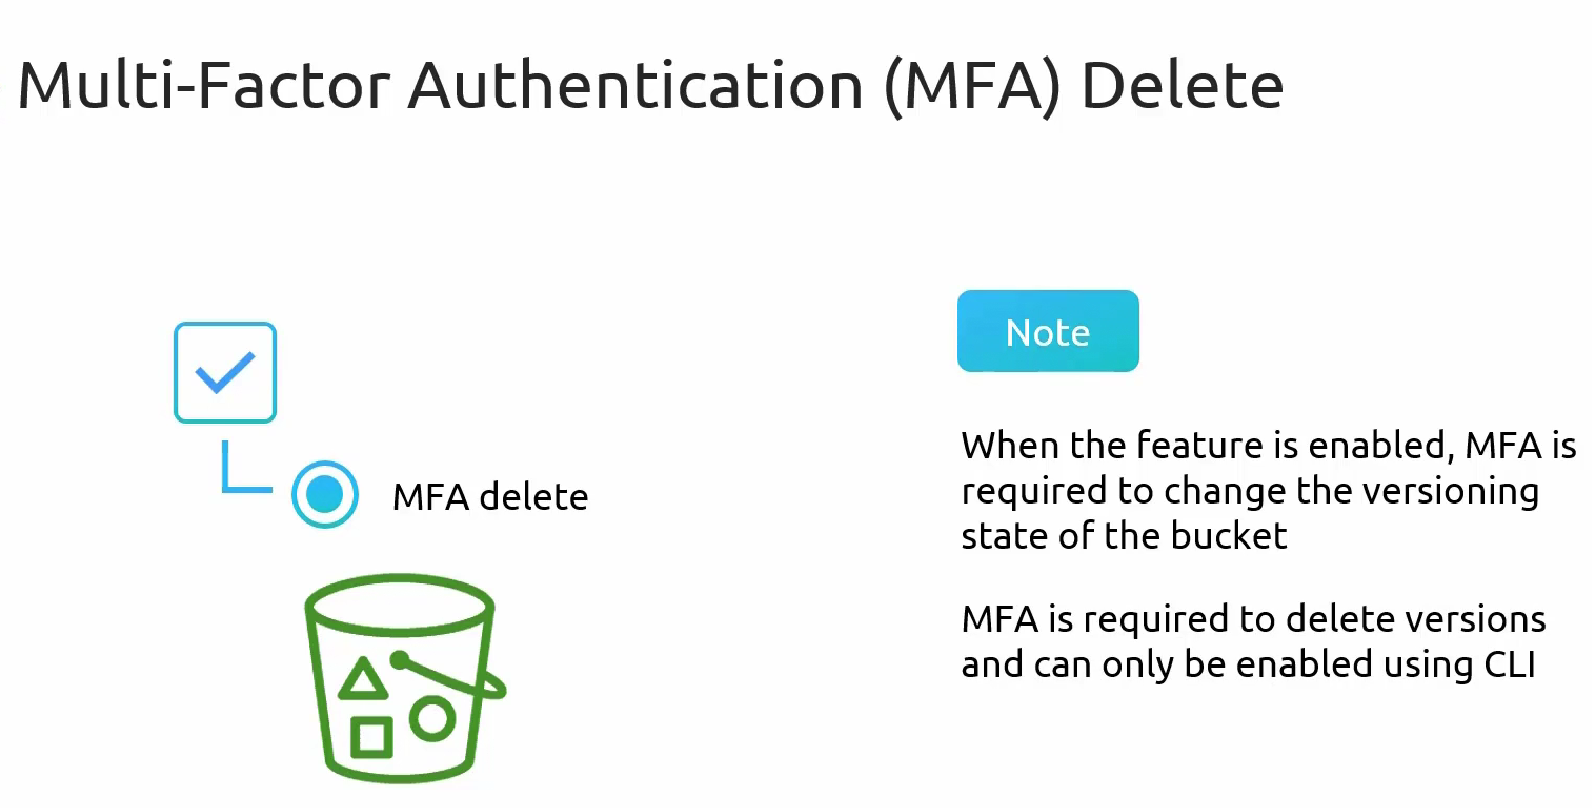 Multi-Factor Authentication (MFA) Delete
MFA delete
Note
When the feature is enabled, MFA is
required to change the versioning
state of the bucket
MFA is required to delete versions
and can only be enabled using CLI